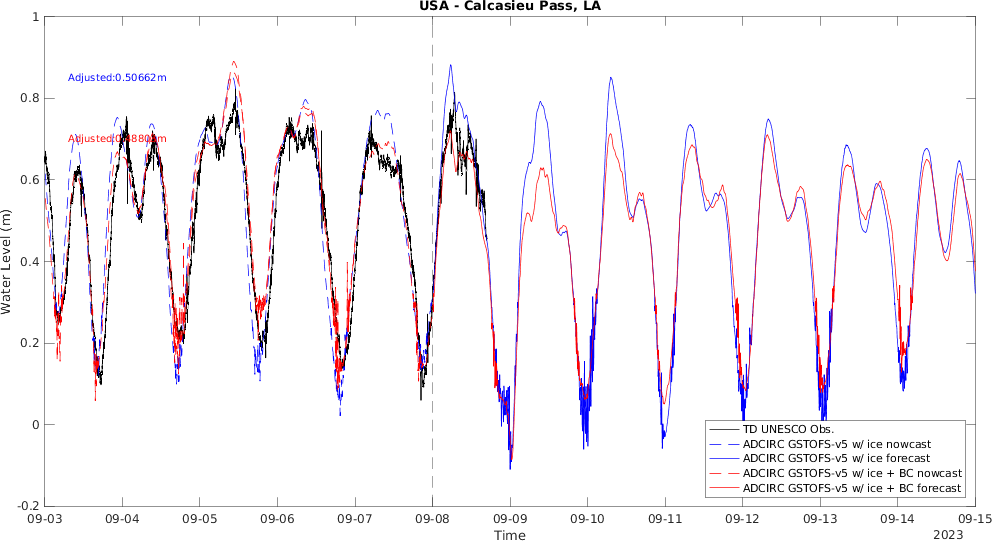 USA - Calcasieu Pass, LA
1
0.8
0.6
0.4
0.2
0
-0.2
Water Level (m)
Adjusted:0.50662m
TD UNESCO Obs.
ADCIRC GSTOFS-v5 w/ ice nowcast
ADCIRC GSTOFS-v5 w/ ice forecast
ADCIRC GSTOFS-v5 w/ ice + BC nowcast
ADCIRC GSTOFS-v5 w/ ice + BC forecast
09-03 09-04 09-05 09-06 09-07 09-08 09-09 09-10 09-11 09-12 09-13 09-14 09-15
Time
2023